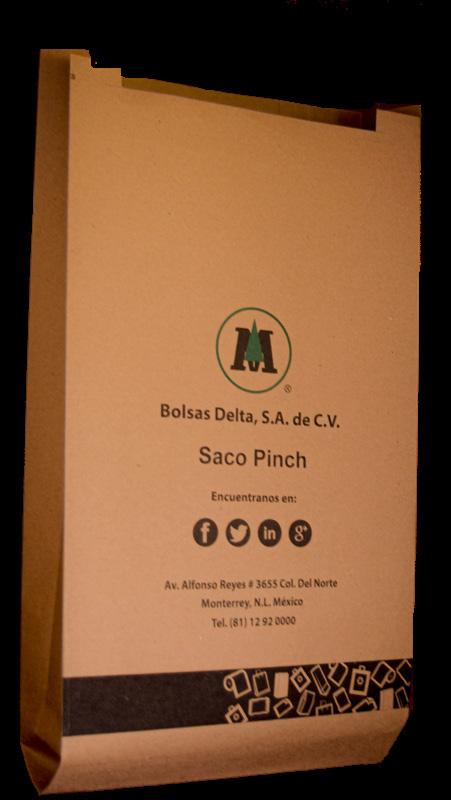 M
®
Bolsas Delta, S.A. de C.V.
Saco Pinch
Encuentranos en:
f in g+
Av. Alfonso Reyes # 3655 Col. Del Norte
Monterrey, N.L. México
Tel. (81) 12 92 0000